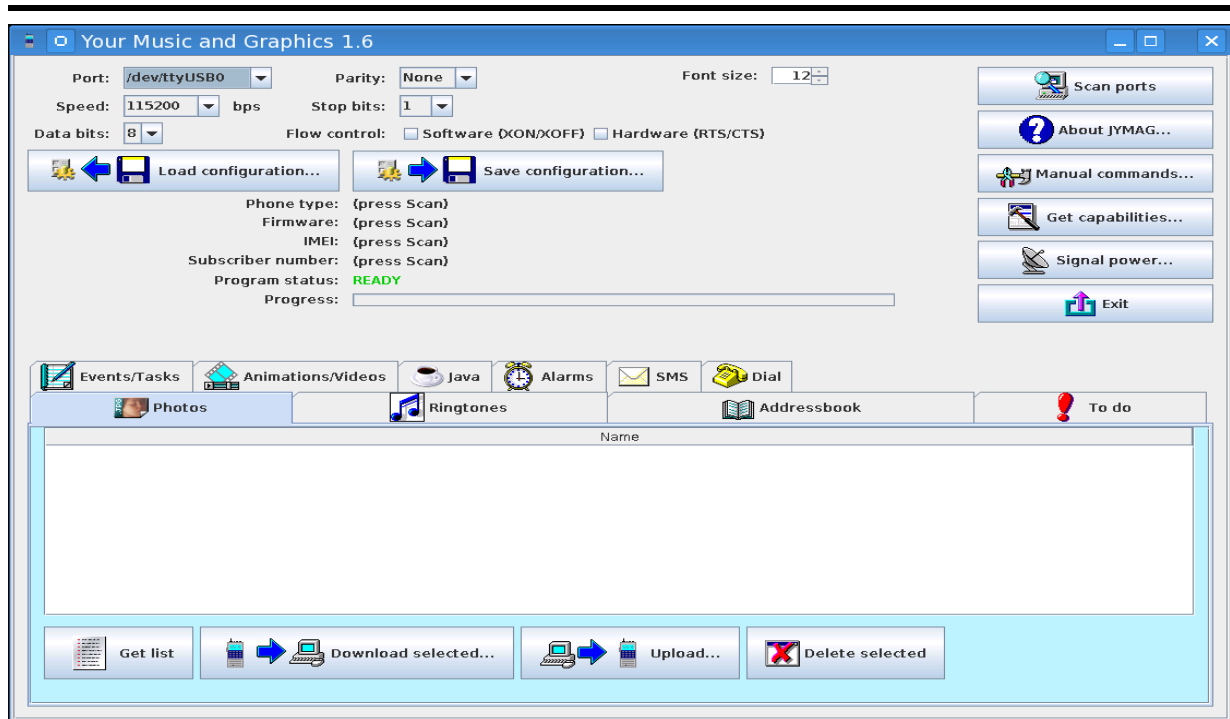 Your Music and Graphics 1.6
Port: /dev/ttyUSB0 Parity: None Font size: 12
Speed: 115200 bps Stop bits: 1
Data bits: 8 Flow control: Software (XON/XOFF) Hardware (RTS/CTS)
Load configuration... Save configuration...
Phone type: (press Scan)
Firmware: (press Scan)
IMEI: (press Scan)
Subscriber number: (press Scan)
Program status: READY
Progress:
Scan ports
About JYMAG...
Manual commands...
Get capabilities...
Signal power...
Exit
Events/Tasks Animations/Videos Java Alarms SMS Dial
Photos Ringtones Addressbook To do
Name
Get list Download selected... Upload... Delete selected